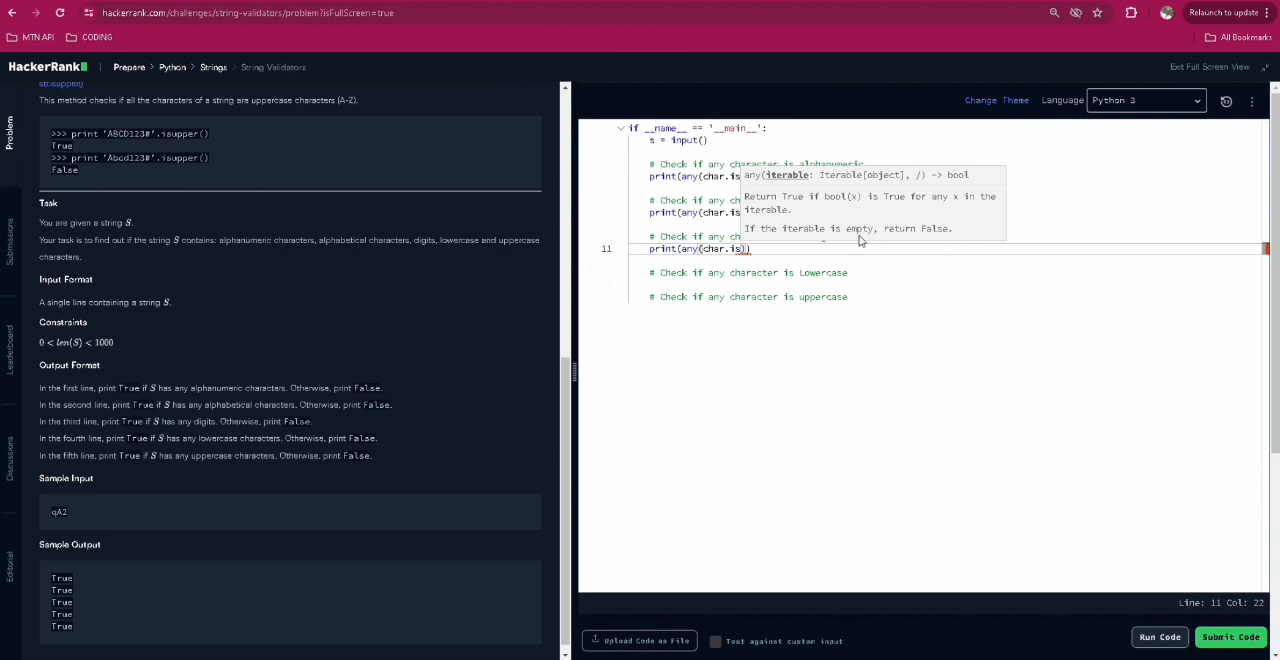 hackerrank.com/challenges/string-validators/problem?isFullScreen=true
Relaunch to update
MTN API
CODING
All Bookmarks
HackerRank
Prepare > Python > Strings > String Validators
Exit Full Screen View
Problem
Submissions
Leaderboard
Discussions
Editorial
str.isupper()
This method checks if all the characters of a string are uppercase characters (A-Z).
>>> print 'ABCD123#'.isupper()
True
>>> print 'Abcd123#'.isupper()
False
Task
You are given a string S.
Your task is to find out if the string S contains: alphanumeric characters, alphabetical characters, digits, lowercase and uppercase
characters.
Input Format
A single line containing a string S.
Constraints
0 < len(S) < 1000
Output Format
In the first line, print True if S has any alphanumeric characters. Otherwise, print False.
In the second line, print True if S has any alphabetical characters. Otherwise, print False.
In the third line, print True if S has any digits. Otherwise, print False.
In the fourth line, print True if S has any lowercase characters. Otherwise, print False.
In the fifth line, print True if S has any uppercase characters. Otherwise, print False.
Sample Input
qA2
Sample Output
True
True
True
True
True
Change Theme
Language
Python 3
if __name__ == '__main__':
s = input()
# Check if any character is alphanumeric
print(any(char.is
# Check if any ch
print(any(char.is
# Check if any ch
11 print(any(char.is))
# Check if any character is Lowercase
# Check if any character is uppercase
any(iterable: Iterable[object], /) -> bool
Return True if bool(x) is True for any x in the
iterable.
If the iterable is empty, return False.
Line: 11 Col: 22
Upload Code as File
Test against custom input
Run Code
Submit Code